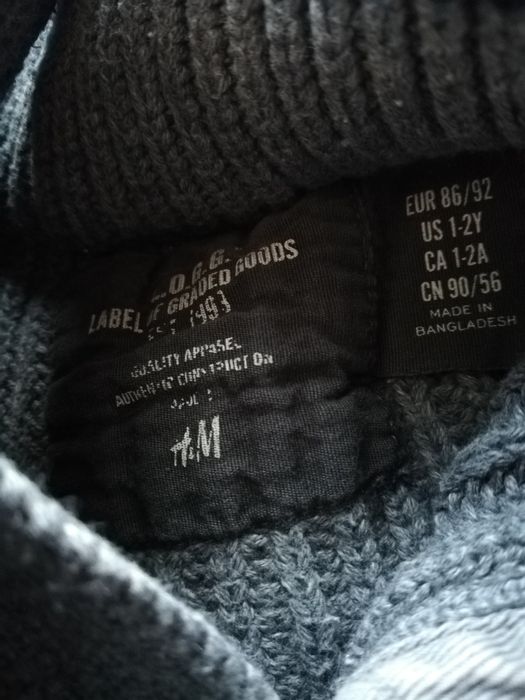 L.O.G.G.
LABEL OF GRADED GOODS
EST 1993
QUALITY APPAREL
AUTHENTIC CONSTRUCTION
H&M
EUR 86/92
US 1-2Y
CA 1-2A
CN 90/56
MADE IN
BANGLADESH